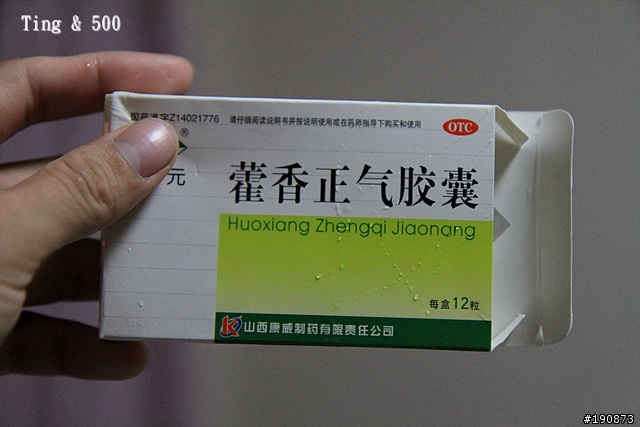 Ting & 500
国药准字Z14021776 请仔细阅读说明书并按说明使用或在药师指导下购买和使用
OTC
®
元
藿香正气胶囊
Huoxiang Zhengqi Jiaonang
每盒12粒
山西康威制药有限责任公司
#190873